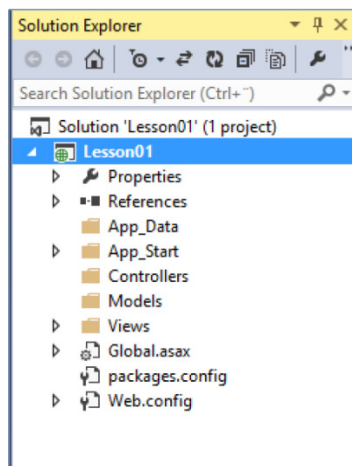 Solution Explorer
Search Solution Explorer (Ctrl+¨)
Solution 'Lesson01' (1 project)
Lesson01
Properties
References
App_Data
App_Start
Controllers
Models
Views
Global.asax
packages.config
Web.config